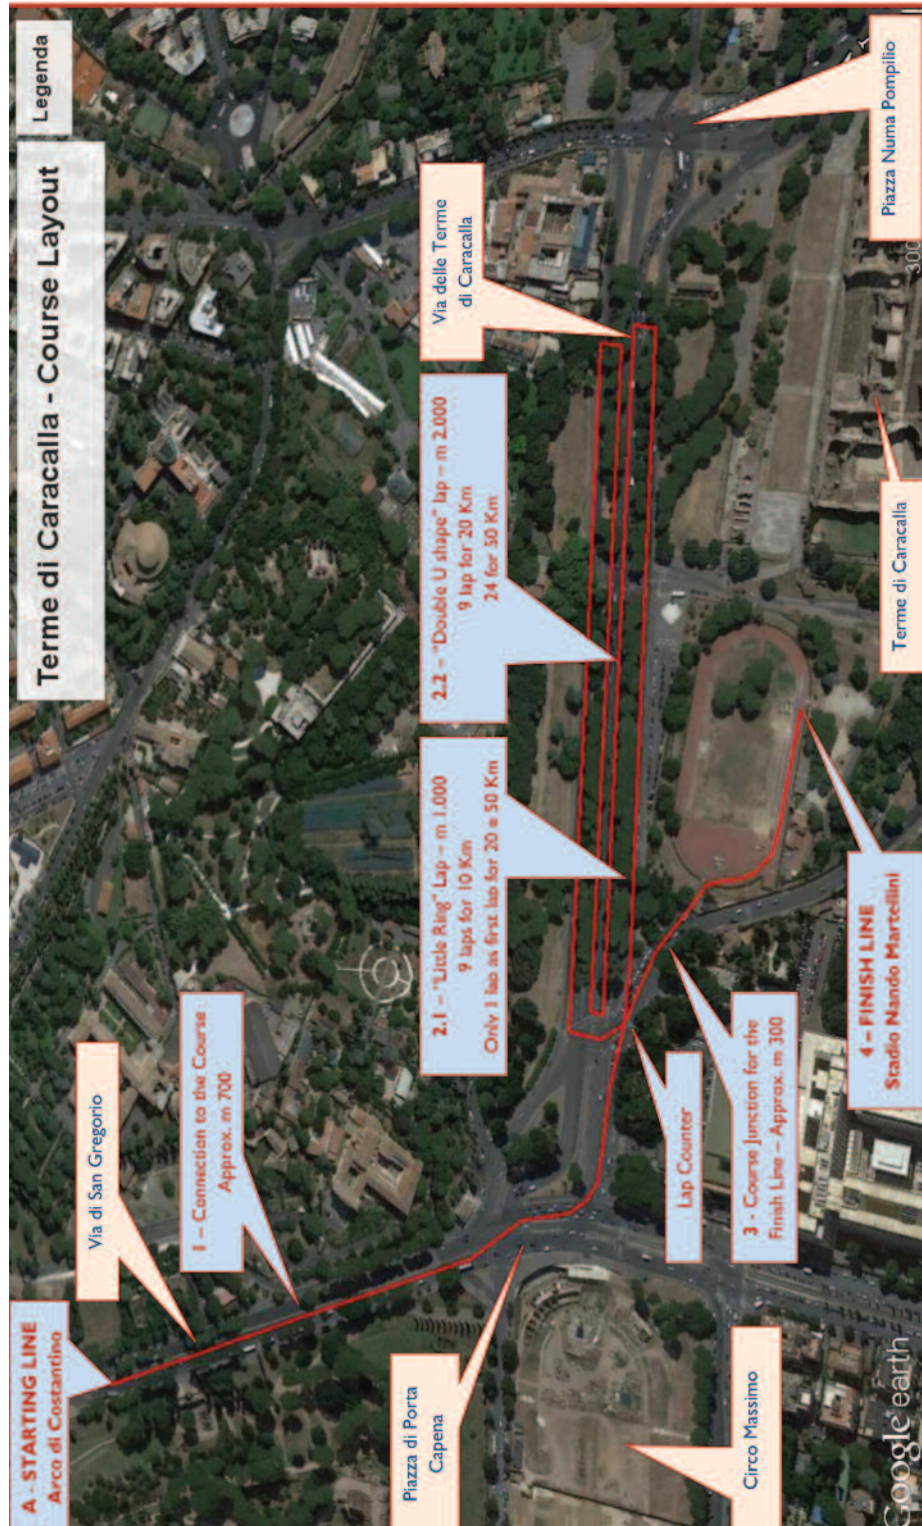 Terme di Caracalla - Course Layout
Legenda
A - STARTING LINE
Arco di Costantino
Via di San Gregorio
1 – Connection to the Course
Approx. m 700
Piazza di Porta
Capena
Circo Massimo
2.1 – "Little Ring" Lap – m 1.000
9 laps for 10 Km
Only 1 lap as first lab for 20 e 50 Km
2.2 – "Double U shape" lap – m 2.000
9 lap for 20 Km
24 for 50 Km
Via delle Terme
di Caracalla
Lap Counter
3 - Course Junction for the
Finish Line – Approx. m 300
4 – FINISH LINE
Stadio Nando Martellini
Terme di Caracalla
Piazza Numa Pompilio
Google earth
300